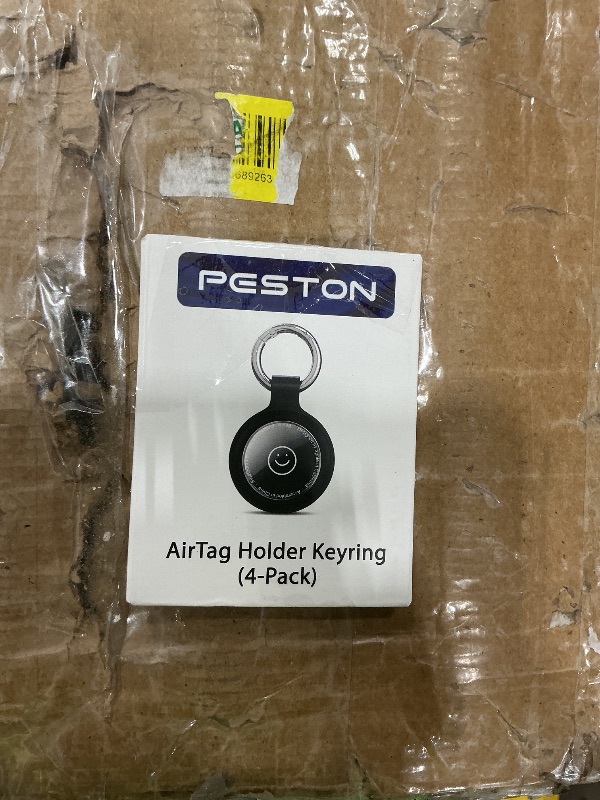 689263
PESTON
AirTag Holder Keyring
(4-Pack)